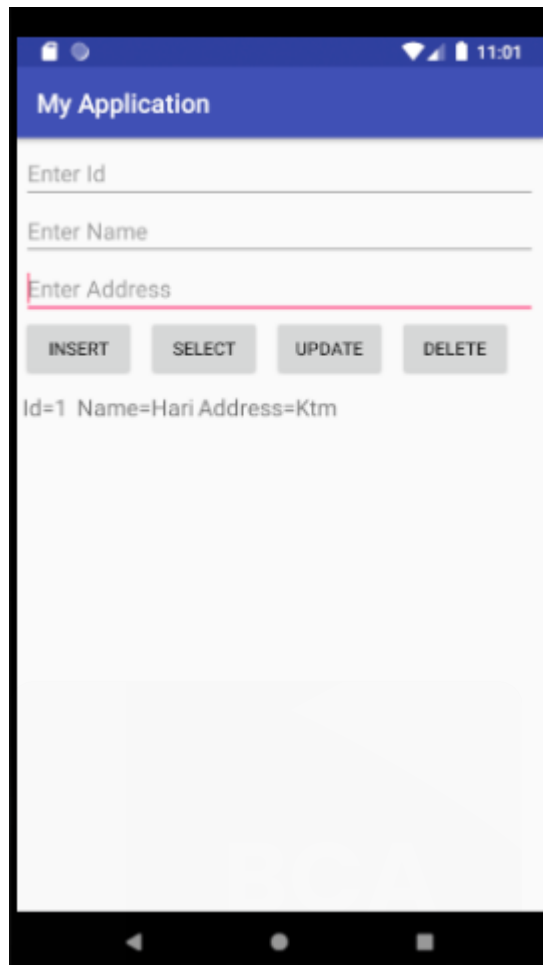 11:01
My Application
Enter Id
Enter Name
Enter Address
INSERT SELECT UPDATE DELETE
Id=1 Name=Hari Address=Ktm
BCA